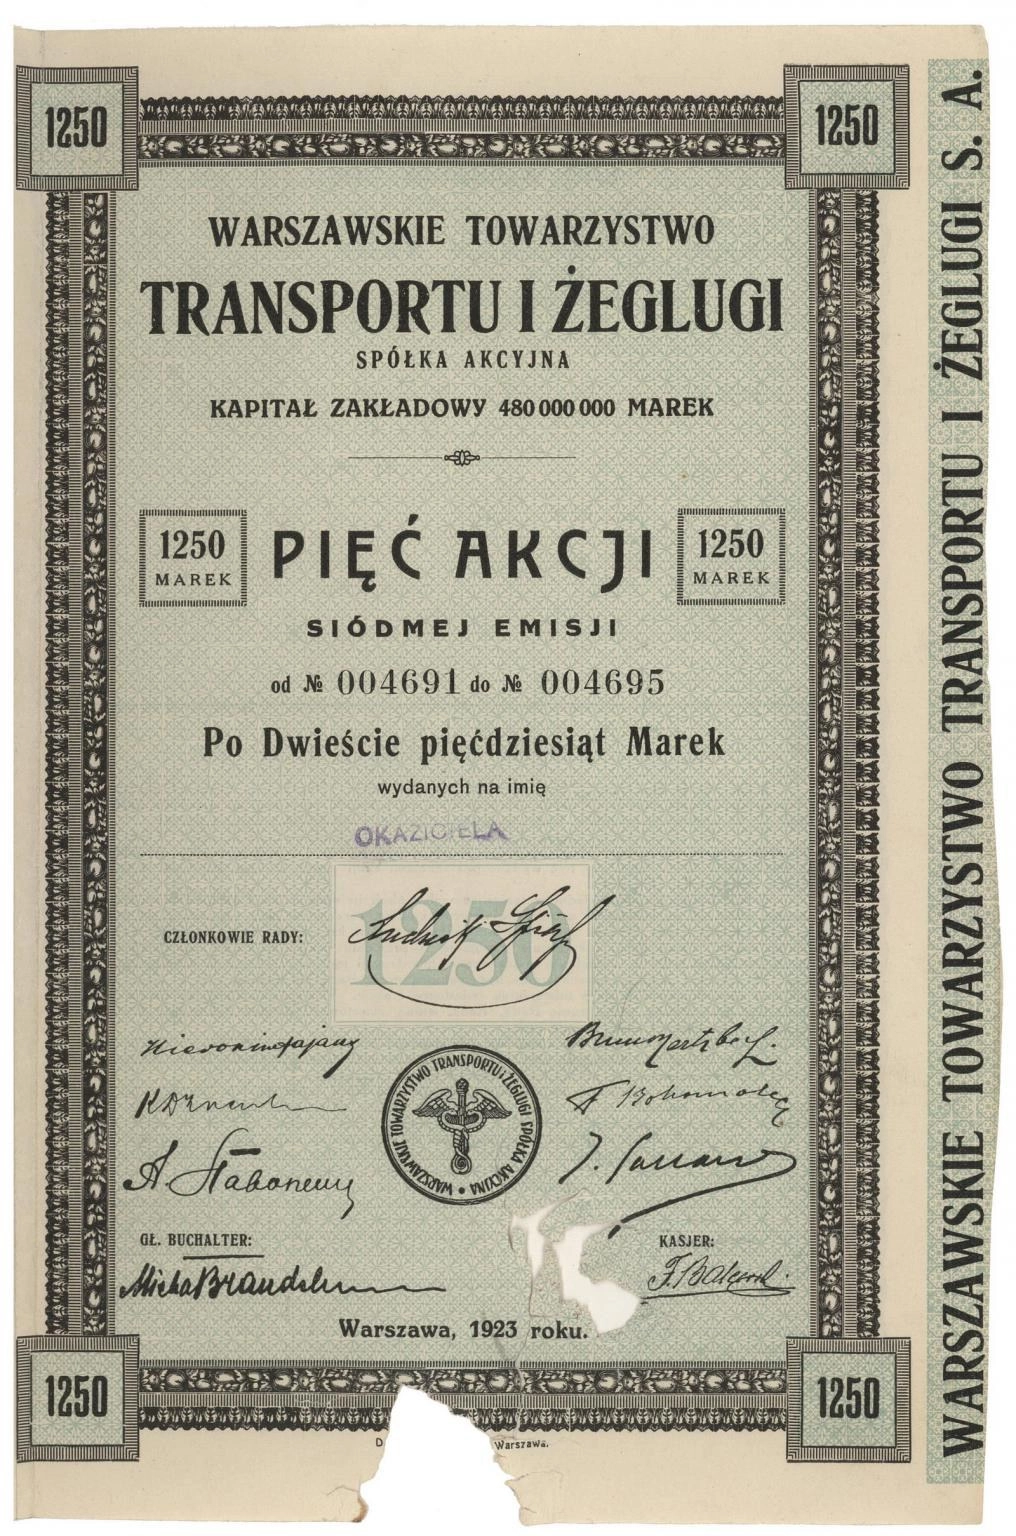 1250
1250
WARSZAWSKIE TOWARZYSTWO
TRANSPORTU I ŻEGLUGI
SPÓŁKA AKCYJNA
KAPITAŁ ZAKŁADOWY 480 000 000 MAREK
1250
MAREK
PIĘĆ AKCJI
1250
MAREK
SIÓDMEJ EMISJI
od № 004691 do № 004695
Po Dwieście pięćdziesiąt Marek
wydanych na imię
OKAZICIELA
1250
CZŁONKOWIE RADY:
WARSZAWSKIE TOWARZYSTWO TRANSPORTU I ŻEGLUGI SPÓŁKA AKCYJNA
GŁ. BUCHALTER:
KASJER:
Warszawa, 1923 roku.
1250
1250
Warszawa.
WARSZAWSKIE TOWARZYSTWO TRANSPORTU I ŻEGLUGI S. A.